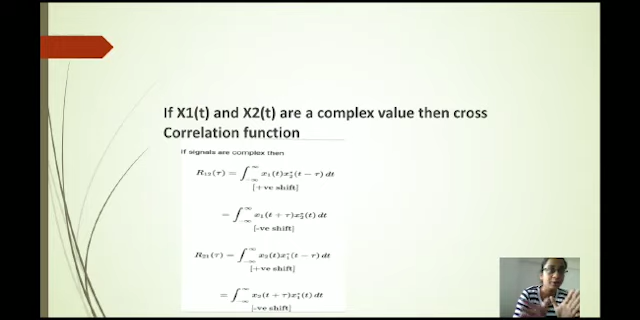 If X1(t) and X2(t) are a complex value then cross
Correlation function
If signals are complex then
R₁₂(τ) = ∫_{-∞}^{∞} x₁(t)x₂*(t − τ) dt
[+ve shift]
= ∫_{-∞}^{∞} x₁(t + τ)x₂*(t) dt
[-ve shift]
R₂₁(τ) = ∫_{-∞}^{∞} x₂(t)x₁*(t − τ) dt
[+ve shift]
= ∫_{-∞}^{∞} x₂(t + τ)x₁*(t) dt
[-ve shift]